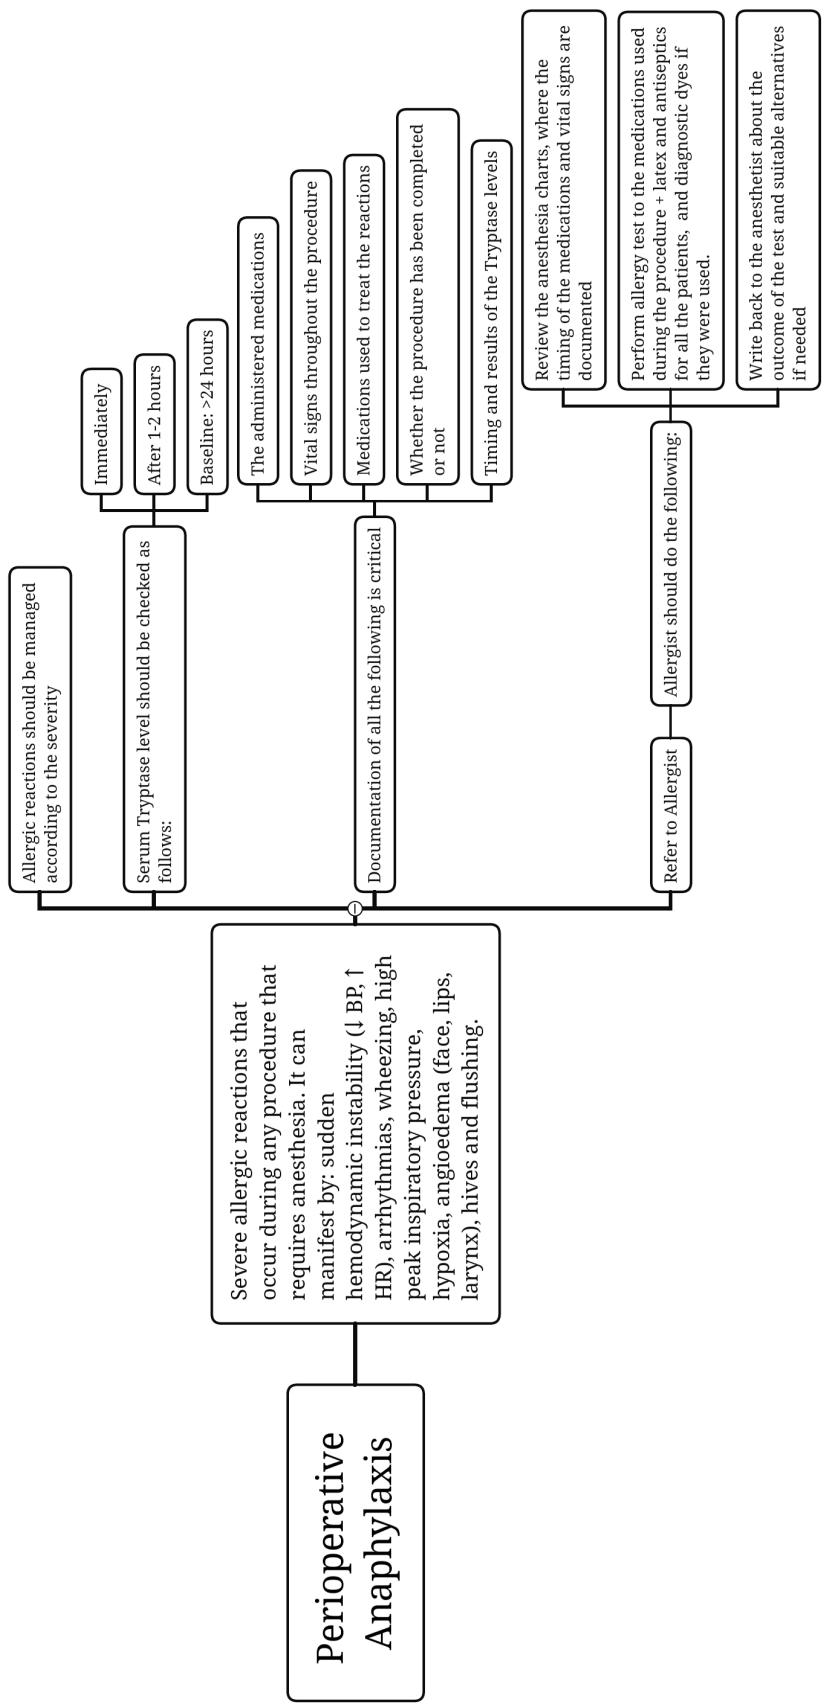 Perioperative
Anaphylaxis
Severe allergic reactions that
occur during any procedure that
requires anesthesia. It can
manifest by: sudden
hemodynamic instability (↓ BP, ↑
HR), arrhythmias, wheezing, high
peak inspiratory pressure,
hypoxia, angioedema (face, lips,
larynx), hives and flushing.
Allergic reactions should be managed
according to the severity
Serum Tryptase level should be checked as
follows:
Immediately
After 1-2 hours
Baseline: >24 hours
Documentation of all the following is critical
The administered medications
Vital signs throughout the procedure
Medications used to treat the reactions
Whether the procedure has been completed
or not
Timing and results of the Tryptase levels
Refer to Allergist
Allergist should do the following:
Review the anesthesia charts, where the
timing of the medications and vital signs are
documented
Perform allergy test to the medications used
during the procedure + latex and antiseptics
for all the patients, and diagnostic dyes if
they were used.
Write back to the anesthetist about the
outcome of the test and suitable alternatives
if needed